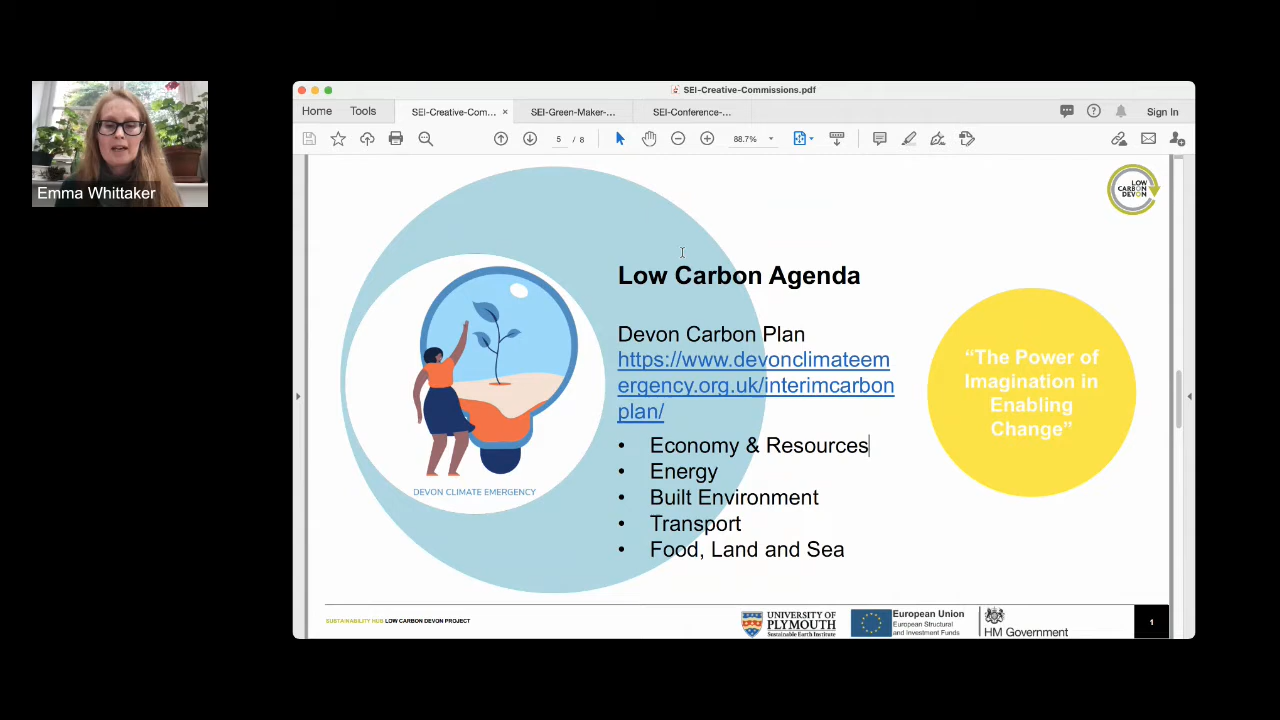 Emma Whittaker
SEI-Creative-Commissions.pdf
Home Tools SEI-Creative-Com... × SEI-Green-Maker-... SEI-Conference-... Sign In
5 / 8 88.7%
LOW
CARBON
DEVON
Low Carbon Agenda
Devon Carbon Plan
https://www.devonclimateem
ergency.org.uk/interimcarbon
plan/
• Economy & Resources
• Energy
• Built Environment
• Transport
• Food, Land and Sea
DEVON CLIMATE EMERGENCY
“The Power of
Imagination in
Enabling
Change”
SUSTAINABILITY HUB LOW CARBON DEVON PROJECT
UNIVERSITY OF
PLYMOUTH
Sustainable Earth Institute
European Union
European Structural
and Investment Funds
HM Government
1